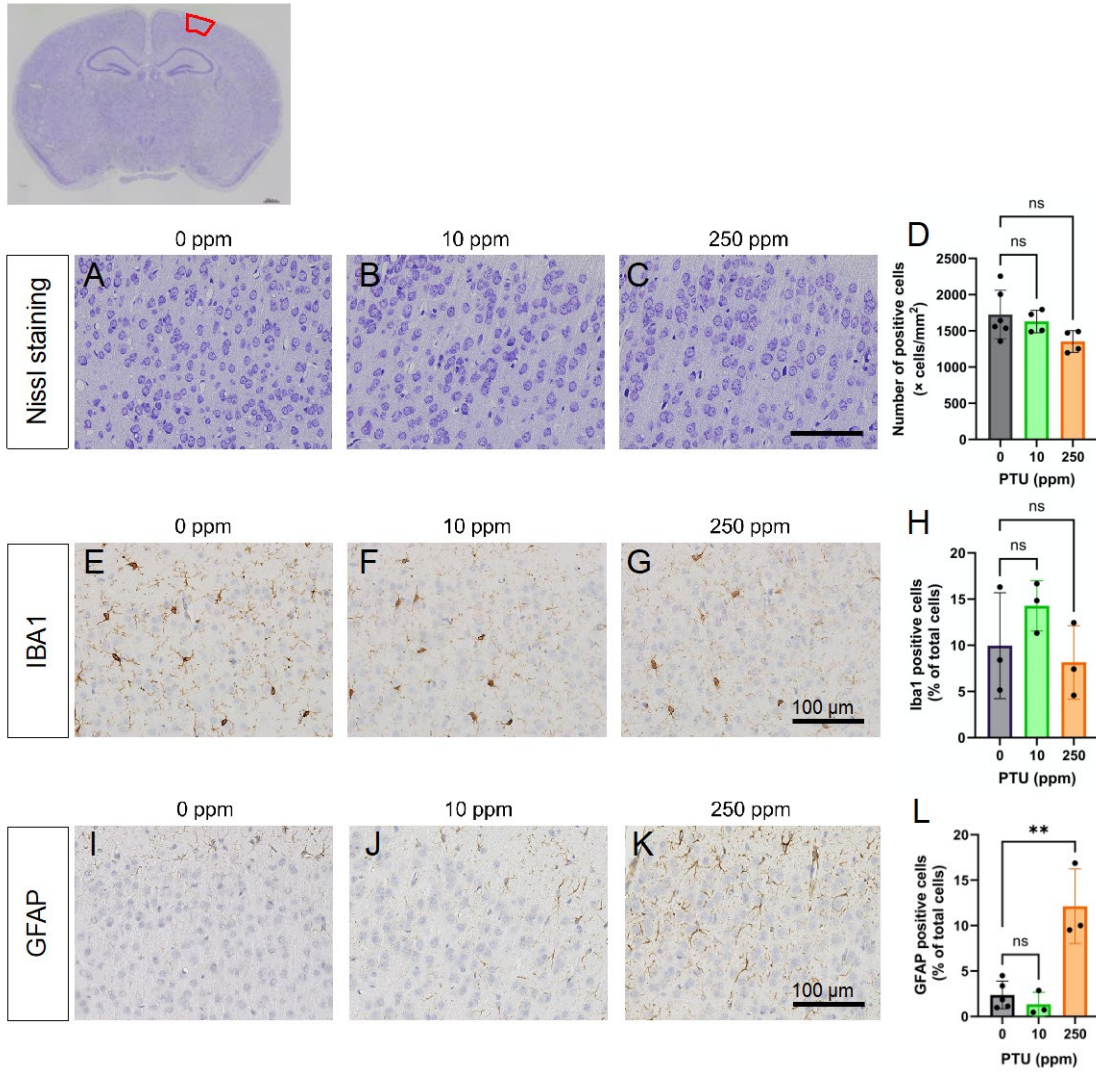 0 ppm
10 ppm
250 ppm
Nissl staining
A
B
C
D
ns
ns
Number of positive cells
(× cells/mm²)
2500
2000
1500
1000
500
0
0
10
250
PTU (ppm)
0 ppm
10 ppm
250 ppm
IBA1
E
F
G
100 µm
H
ns
ns
Iba1 positive cells
(% of total cells)
20
15
10
5
0
0
10
250
PTU (ppm)
0 ppm
10 ppm
250 ppm
GFAP
I
J
K
100 µm
L
**
ns
GFAP positive cells
(% of total cells)
20
15
10
5
0
0
10
250
PTU (ppm)